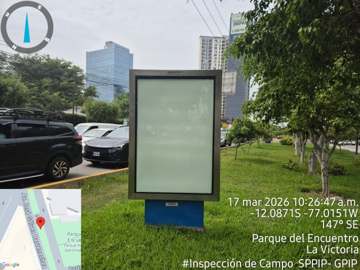 17 mar 2026 10:26:47 a.m.
-12.0871S -77.0151W
147° SE
Parque del Encuentro
La Victoria
#Inspección de Campo SPPIP- GPIP